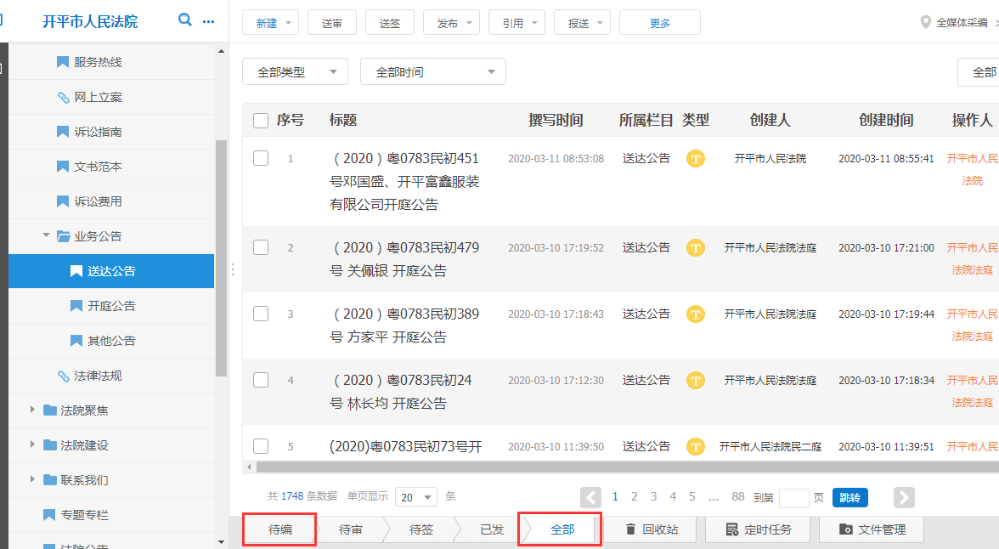 开平市人民法院
新建 送审 送签 发布 引用 报送 更多
全媒体采编
服务热线
网上立案
诉讼指南
文书范本
诉讼费用
业务公告
送达公告
开庭公告
其他公告
法律法规
法院聚焦
法院建设
联系我们
专题专栏
全部类型 全部时间 全部
序号 标题 撰写时间 所属栏目 类型 创建人 创建时间 操作人
1 （2020）粤0783民初451 2020-03-11 08:53:08 送达公告 T 开平市人民法院 2020-03-11 08:55:41 开平市人民
号邓国盛、开平富鑫服装 法院
有限公司开庭公告
2 （2020）粤0783民初479 2020-03-10 17:19:52 送达公告 T 开平市人民法院法庭 2020-03-10 17:21:00 开平市人民
号 关佩银 开庭公告 法院法庭
3 （2020）粤0783民初389 2020-03-10 17:18:43 送达公告 T 开平市人民法院法庭 2020-03-10 17:19:44 开平市人民
号 方家平 开庭公告 法院法庭
4 （2020）粤0783民初24 2020-03-10 17:12:30 送达公告 T 开平市人民法院法庭 2020-03-10 17:18:34 开平市人民
号 林长均 开庭公告 法院法庭
5 (2020)粤0783民初73号开 2020-03-10 11:39:50 送达公告 T 开平市人民法院民二庭 2020-03-10 11:39:51 开平市人民
共 1748 条数据 单页显示 20 条 1 2 3 4 5 ... 88 到第 页 跳转
待编 待审 待签 已发 全部 回收站 定时任务 文件管理